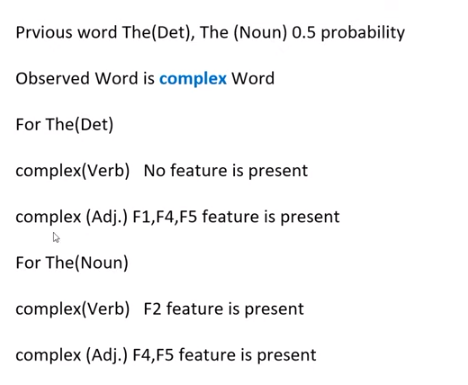 Prvious word The(Det), The (Noun) 0.5 probability
Observed Word is complex Word
For The(Det)
complex(Verb) No feature is present
complex (Adj.) F1,F4,F5 feature is present
For The(Noun)
complex(Verb) F2 feature is present
complex (Adj.) F4,F5 feature is present